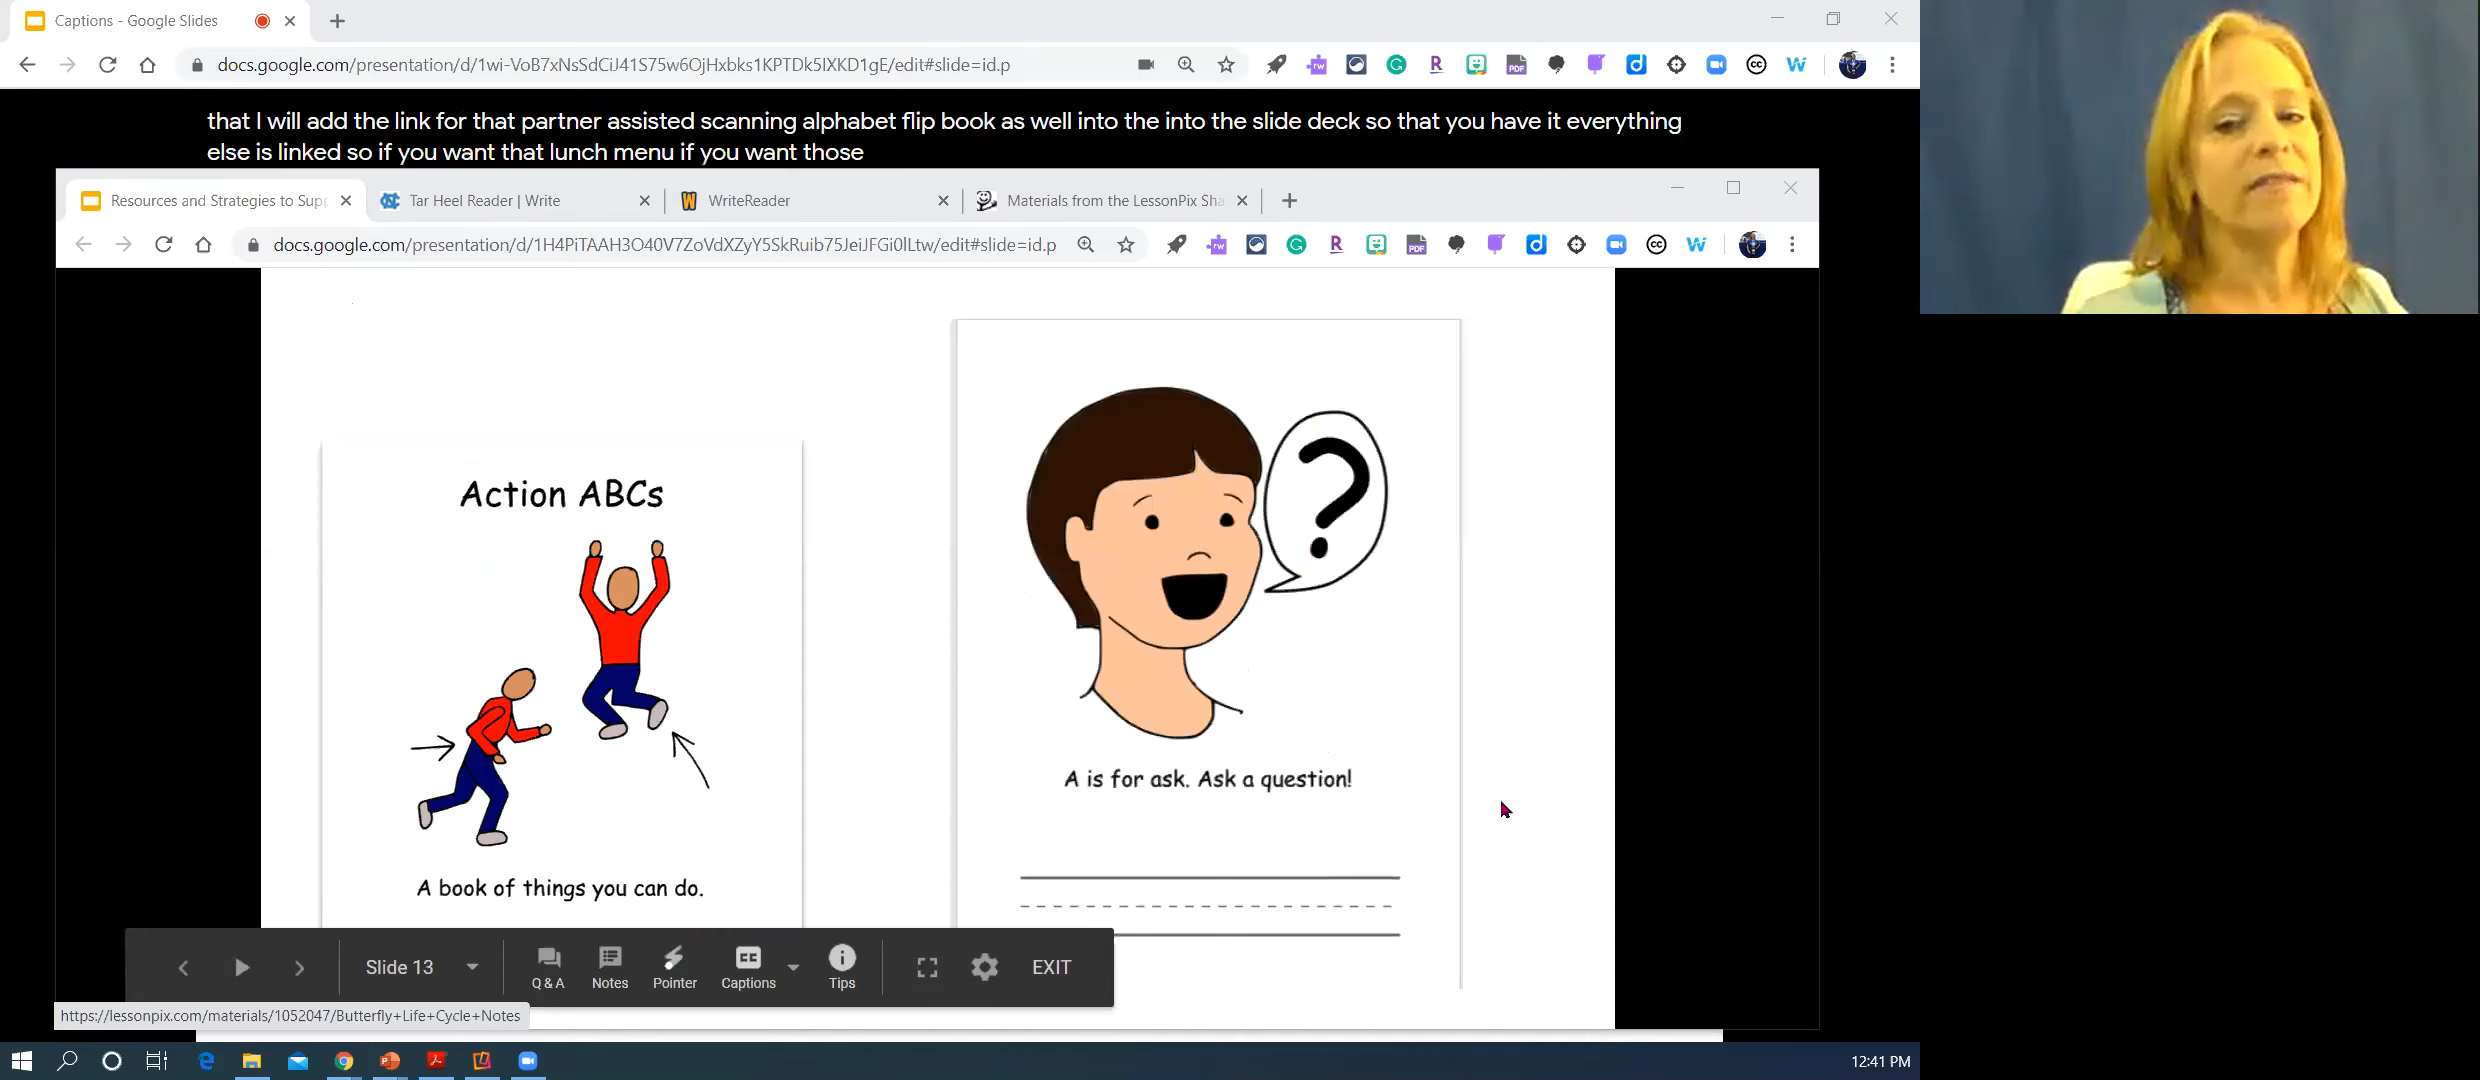 Captions - Google Slides
docs.google.com/presentation/d/1wi-VoB7xNsSdCiJ41S75w6OjHxbks1KPTDk5IXKD1gE/edit#slide=id.p
that I will add the link for that partner assisted scanning alphabet flip book as well into the into the slide deck so that you have it everything
else is linked so if you want that lunch menu if you want those
Resources and Strategies to Supp
Tar Heel Reader | Write
WriteReader
Materials from the LessonPix Sha
docs.google.com/presentation/d/1H4PiTAAH3O40V7ZoVdXZyY5SkRuib75JeiJFGi0lLtw/edit#slide=id.p
Action ABCs
A book of things you can do.
?
A is for ask. Ask a question!
Slide 13
Q & A
Notes
Pointer
CC
Captions
Tips
EXIT
https://lessonpix.com/materials/1052047/Butterfly+Life+Cycle+Notes
12:41 PM